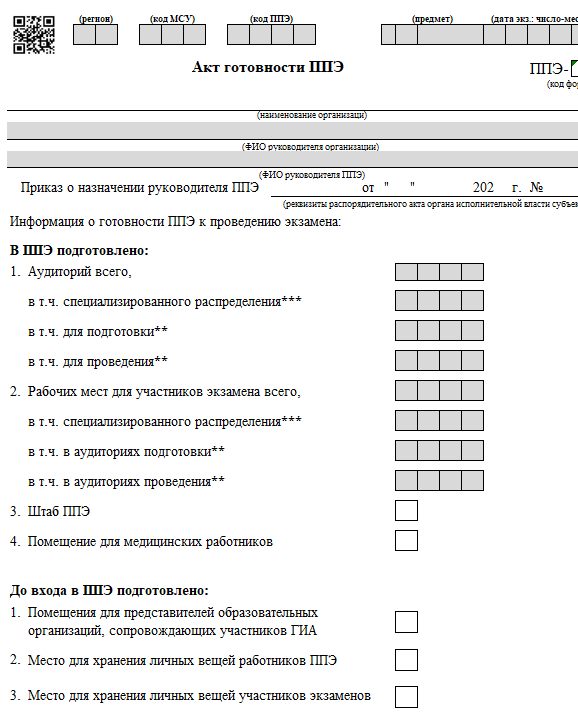 (регион) (код МСУ) (код ППЭ) (предмет) (дата экз.: число-мес
Акт готовности ППЭ ППЭ-
(код фор
(наименование организаци)
(ФИО руководителя организации)
(ФИО руководителя ППЭ)
Приказ о назначении руководителя ППЭ от " " 202 г. №
(реквизиты распорядительного акта органа исполнительной власти субъек
Информация о готовности ППЭ к проведению экзамена:
В ППЭ подготовлено:
1. Аудиторий всего,
в т.ч. специализированного распределения***
в т.ч. для подготовки**
в т.ч. для проведения**
2. Рабочих мест для участников экзамена всего,
в т.ч. специализированного распределения***
в т.ч. в аудиториях подготовки**
в т.ч. в аудиториях проведения**
3. Штаб ППЭ
4. Помещение для медицинских работников
До входа в ППЭ подготовлено:
1. Помещения для представителей образовательных
организаций, сопровождающих участников ГИА
2. Место для хранения личных вещей работников ППЭ
3. Место для хранения личных вещей участников экзаменов